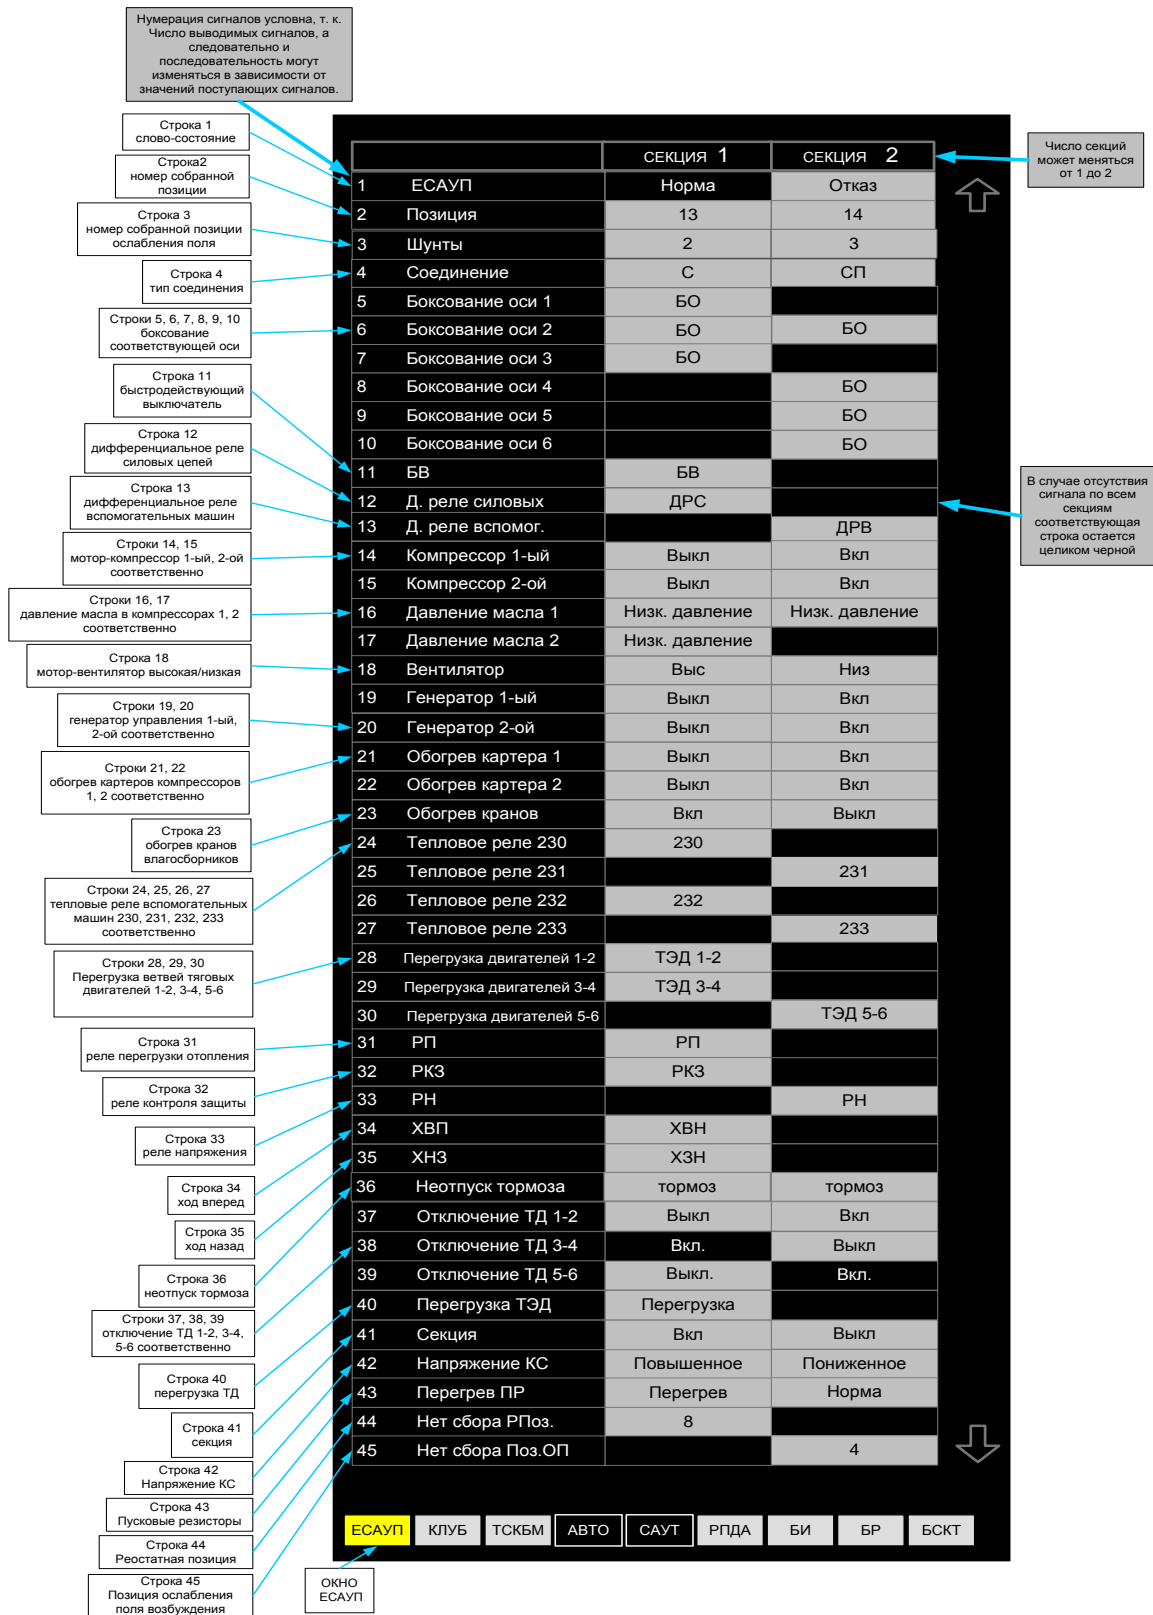 Нумерация сигналов условна, т. к.
Число выводимых сигналов, а
следовательно и
последовательность могут
изменяться в зависимости от
значений поступающих сигналов.
Строка 1
слово-состояние
Строка2
номер собранной
позиции
Строка 3
номер собранной позиции
ослабления поля
Строка 4
тип соединения
Строки 5, 6, 7, 8, 9, 10
боксование
соответствующей оси
Строка 11
быстродействующий
выключатель
Строка 12
дифференциальное реле
силовых цепей
Строка 13
дифференциальное реле
вспомогательных машин
Строки 14, 15
мотор-компрессор 1-ый, 2-ой
соответственно
Строки 16, 17
давление масла в компрессорах 1, 2
соответственно
Строка 18
мотор-вентилятор высокая/низкая
Строки 19, 20
генератор управления 1-ый,
2-ой соответственно
Строки 21, 22
обогрев картеров компрессоров
1, 2 соответственно
Строка 23
обогрев кранов
влагосборников
Строки 24, 25, 26, 27
тепловые реле вспомогательных
машин 230, 231, 232, 233
соответственно
Строки 28, 29, 30
Перегрузка ветвей тяговых
двигателей 1-2, 3-4, 5-6
Строка 31
реле перегрузки отопления
Строка 32
реле контроля защиты
Строка 33
реле напряжения
Строка 34
ход вперед
Строка 35
ход назад
Строка 36
неотпуск тормоза
Строки 37, 38, 39
отключение ТД 1-2, 3-4,
5-6 соответственно
Строка 40
перегрузка ТД
Строка 41
секция
Строка 42
Напряжение КС
Строка 43
Пусковые резисторы
Строка 44
Реостатная позиция
Строка 45
Позиция ослабления
поля возбуждения
СЕКЦИЯ 1 СЕКЦИЯ 2
1 ЕСАУП Норма Отказ
2 Позиция 13 14
3 Шунты 2 3
4 Соединение С СП
5 Боксование оси 1 БО
6 Боксование оси 2 БО БО
7 Боксование оси 3 БО
8 Боксование оси 4 БО
9 Боксование оси 5 БО
10 Боксование оси 6 БО
11 БВ БВ
12 Д. реле силовых ДРС
13 Д. реле вспомог. ДРВ
14 Компрессор 1-ый Выкл Вкл
15 Компрессор 2-ой Выкл Вкл
16 Давление масла 1 Низк. давление Низк. давление
17 Давление масла 2 Низк. давление
18 Вентилятор Выс Низ
19 Генератор 1-ый Выкл Вкл
20 Генератор 2-ой Выкл Вкл
21 Обогрев картера 1 Выкл Вкл
22 Обогрев картера 2 Выкл Вкл
23 Обогрев кранов Вкл Выкл
24 Тепловое реле 230 230
25 Тепловое реле 231 231
26 Тепловое реле 232 232
27 Тепловое реле 233 233
28 Перегрузка двигателей 1-2 ТЭД 1-2
29 Перегрузка двигателей 3-4 ТЭД 3-4
30 Перегрузка двигателей 5-6 ТЭД 5-6
31 РП РП
32 РКЗ РКЗ
33 РН РН
34 ХВП ХВН
35 ХНЗ ХЗН
36 Неотпуск тормоза тормоз тормоз
37 Отключение ТД 1-2 Выкл Вкл
38 Отключение ТД 3-4 Вкл. Выкл
39 Отключение ТД 5-6 Выкл. Вкл.
40 Перегрузка ТЭД Перегрузка
41 Секция Вкл Выкл
42 Напряжение КС Повышенное Пониженное
43 Перегрев ПР Перегрев Норма
44 Нет сбора РПоз. 8
45 Нет сбора Поз.ОП 4
ЕСАУП КЛУБ ТСКБМ АВТО САУТ РПДА БИ БР БСКТ
ОКНО
ЕСАУП
Число секций
может меняться
от 1 до 2
В случае отсутствия
сигнала по всем
секциям
соответствующая
строка остается
целиком черной